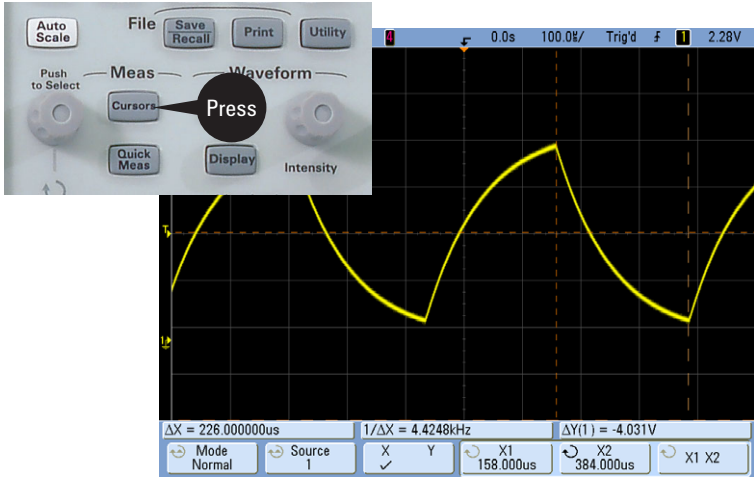 Auto
Scale
File
Save
Recall
Print
Utility
Push
to Select
Meas
Waveform
Cursors
Press
Quick
Meas
Display
Intensity
4 0.0s 100.0%/ Trig'd 1 2.28V
T
1
ΔX = 226.000000us 1/ΔX = 4.4248kHz ΔY(1) = -4.031V
Mode
Normal
Source
1
X Y
✓
X1
158.000us
X2
384.000us
X1 X2